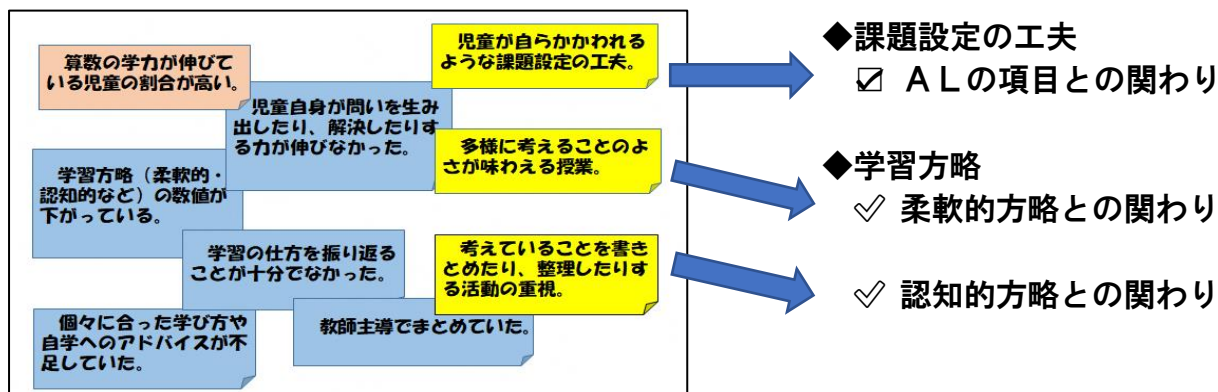 算数の学力が伸びて
いる児童の割合が高い。
児童が自らかかわれる
ような課題設定の工夫。
児童自身が問いを生み
出したり、解決したりす
る力が伸びなかった。
多様に考えることのよ
さが味わえる授業。
学習方略（柔軟的・
認知的など）の数値が
下がっている。
学習の仕方を振り返る
ことが十分でなかった。
考えていることを書き
とめたり、整理したりす
る活動の重視。
個々に合った学び方や
自学へのアドバイスが不
足していた。
教師主導でまとめていた。
◆課題設定の工夫
☑ ＡＬの項目との関わり
◆学習方略
✓ 柔軟的方略との関わり
✓ 認知的方略との関わり